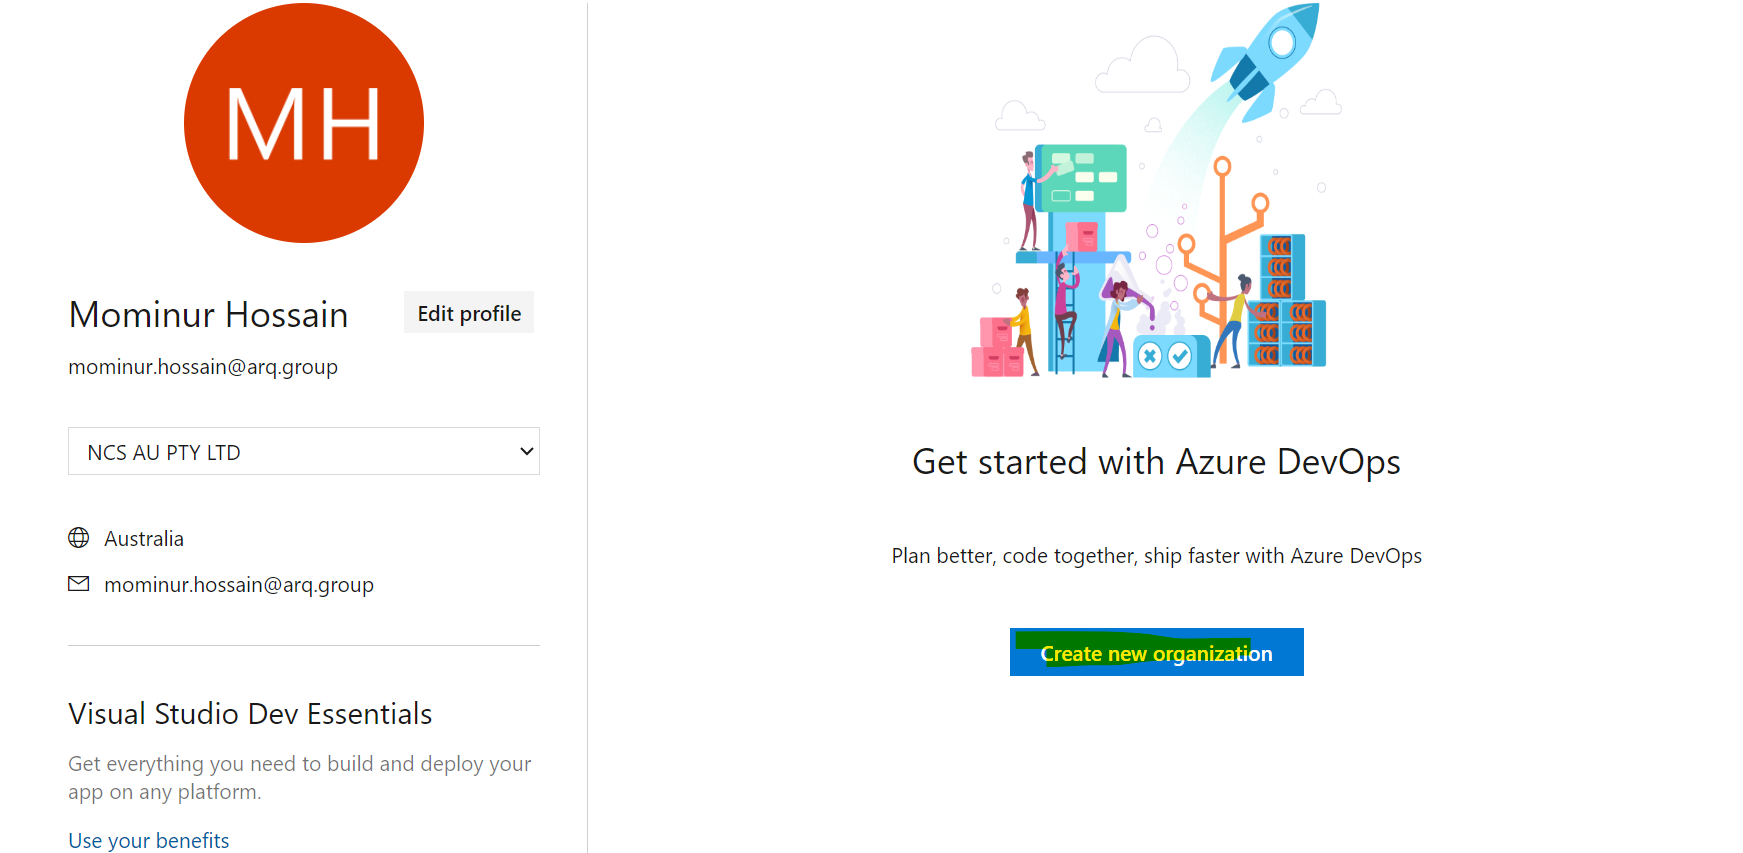 MH
Mominur Hossain
Edit profile
mominur.hossain@arq.group
NCS AU PTY LTD
Australia
mominur.hossain@arq.group
Visual Studio Dev Essentials
Get everything you need to build and deploy your
app on any platform.
Use your benefits
Get started with Azure DevOps
Plan better, code together, ship faster with Azure DevOps
Create new organization